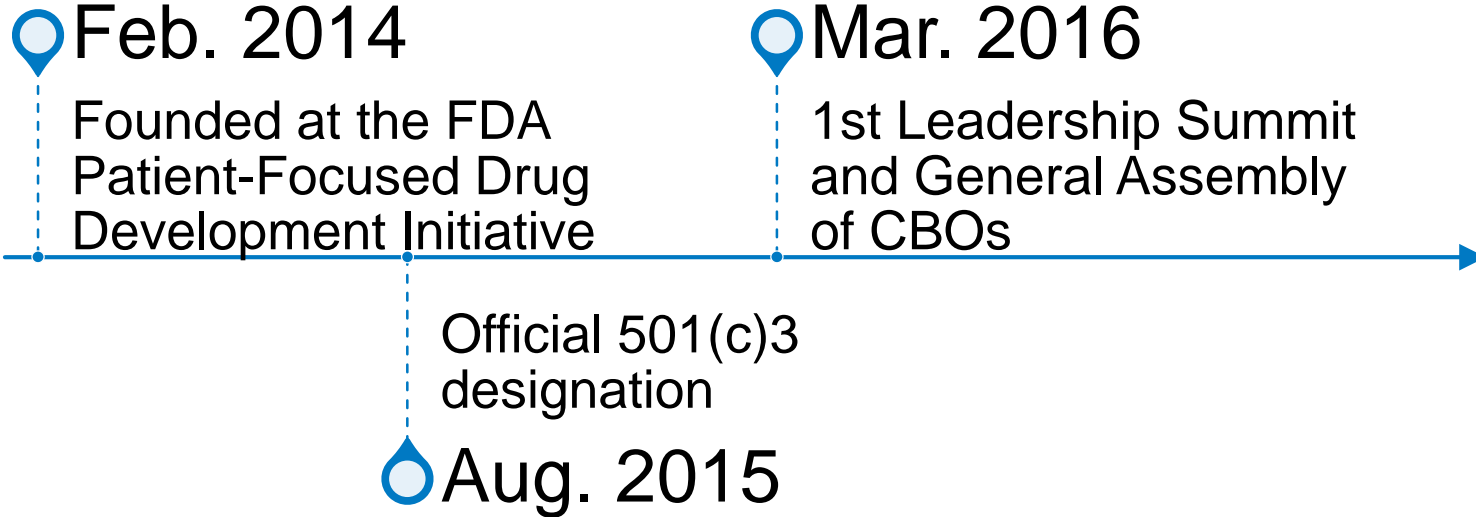 Feb. 2014
Founded at the FDA
Patient-Focused Drug
Development Initiative
Official 501(c)3
designation
Aug. 2015
Mar. 2016
1st Leadership Summit
and General Assembly
of CBOs